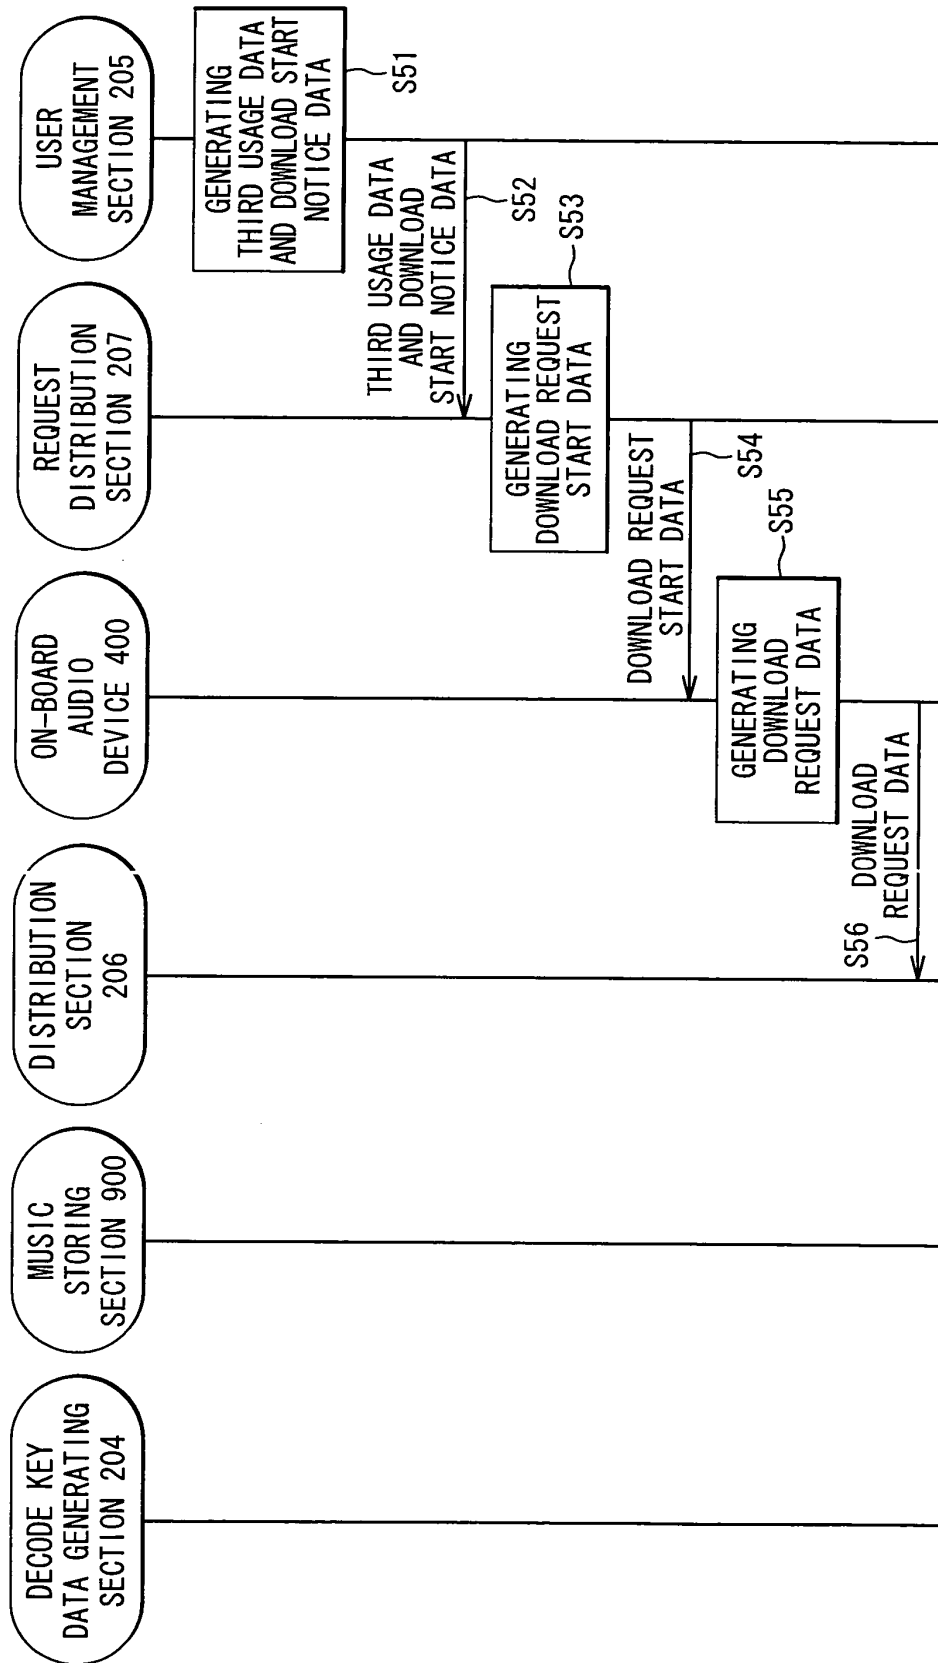 DECODE KEY
DATA GENERATING
SECTION 204
MUSIC
STORING
SECTION 900
DISTRIBUTION
SECTION
206
ON-BOARD
AUDIO
DEVICE 400
REQUEST
DISTRIBUTION
SECTION 207
USER
MANAGEMENT
SECTION 205
GENERATING
THIRD USAGE DATA
AND DOWNLOAD START
NOTICE DATA
S51
THIRD USAGE DATA
AND DOWNLOAD
START NOTICE DATA
S52
GENERATING
DOWNLOAD REQUEST
START DATA
S53
DOWNLOAD REQUEST
START DATA
S54
GENERATING
DOWNLOAD
REQUEST DATA
S55
DOWNLOAD
REQUEST DATA
S56